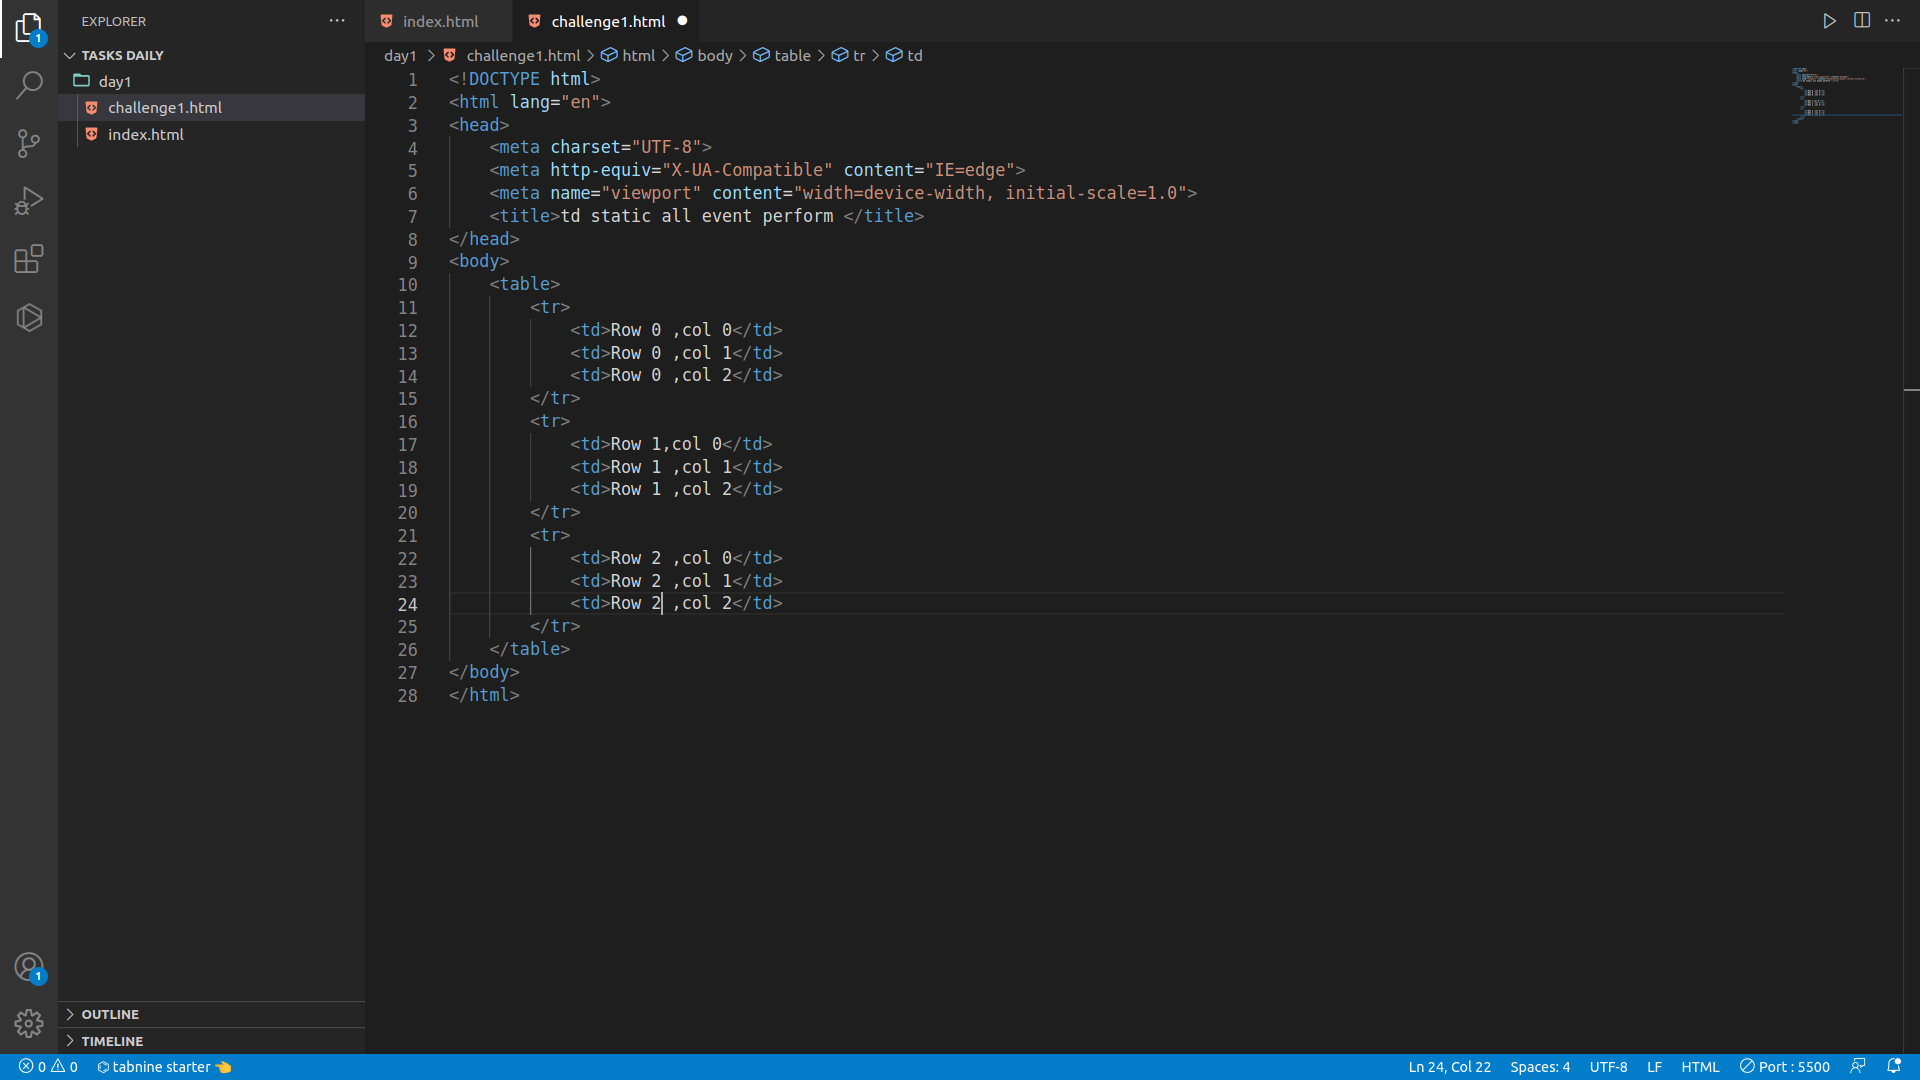 EXPLORER
TASKS DAILY
day1
challenge1.html
index.html
OUTLINE
TIMELINE
1
1
index.html
challenge1.html
day1 > challenge1.html > html > body > table > tr > td
1 <!DOCTYPE html>
2 <html lang="en">
3 <head>
4 <meta charset="UTF-8">
5 <meta http-equiv="X-UA-Compatible" content="IE=edge">
6 <meta name="viewport" content="width=device-width, initial-scale=1.0">
7 <title>td static all event perform </title>
8 </head>
9 <body>
10 <table>
11 <tr>
12 <td>Row 0 ,col 0</td>
13 <td>Row 0 ,col 1</td>
14 <td>Row 0 ,col 2</td>
15 </tr>
16 <tr>
17 <td>Row 1,col 0</td>
18 <td>Row 1 ,col 1</td>
19 <td>Row 1 ,col 2</td>
20 </tr>
21 <tr>
22 <td>Row 2 ,col 0</td>
23 <td>Row 2 ,col 1</td>
24 <td>Row 2 ,col 2</td>
25 </tr>
26 </table>
27 </body>
28 </html>
0 0 tabnine starter Ln 24, Col 22 Spaces: 4 UTF-8 LF HTML Port : 5500